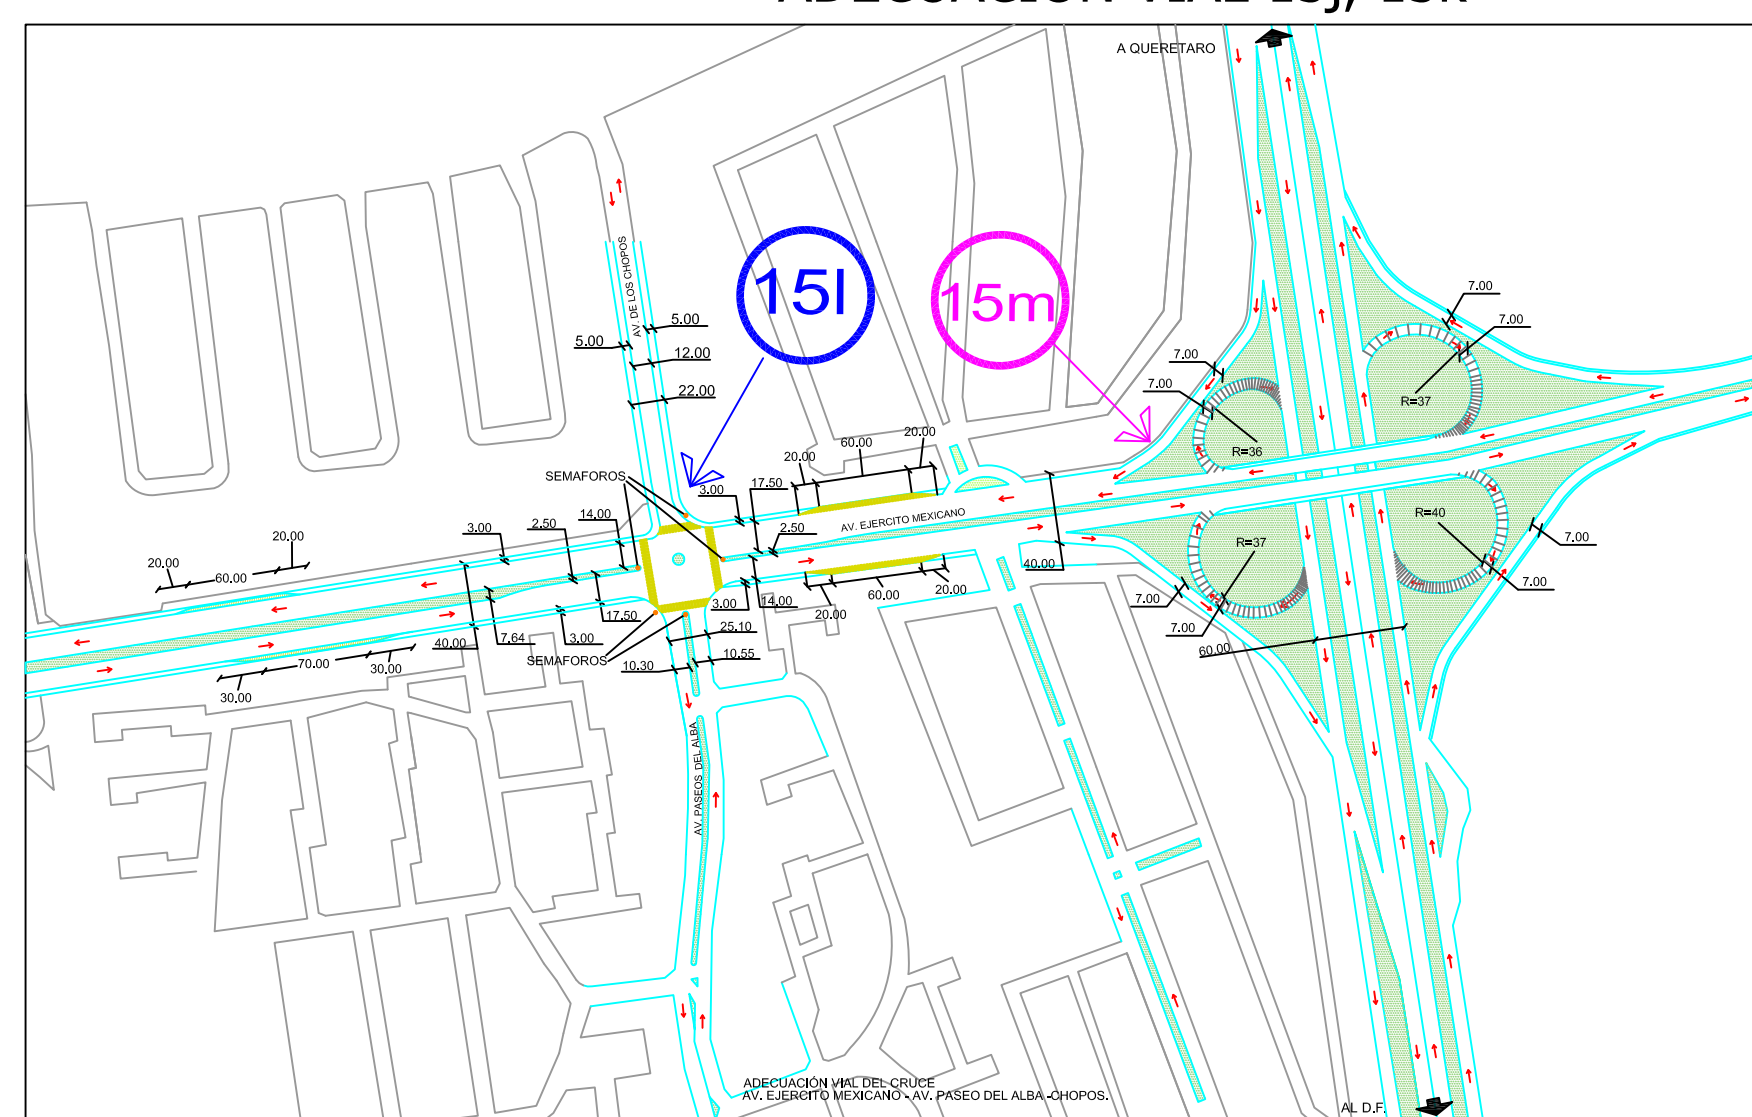 ADECUACION VIAL 15j, 15k
A QUERETARO
AV. DE LOS CHOPOS
15l
15m
5.00
5.00
12.00
22.00
7.00
7.00
7.00
7.00
R=37
R=36
20.00
60.00
20.00
SEMAFOROS
3.00
17.50
AV. EJERCITO MEXICANO
2.50
14.00
2.50
3.00
20.00
20.00
60.00
R=40
R=37
7.00
7.00
40.00
7.00
7.00
60.00
3.00
14.00
20.00
60.00
20.00
17.50
3.00
7.64
40.00
25.10
10.55
10.30
SEMAFOROS
70.00
30.00
30.00
AV. PASEOS DEL ALBA
ADECUACIÓN VIAL DEL CRUCE
AV. EJERCITO MEXICANO - AV. PASEO DEL ALBA -CHOPOS.
AL D.F.